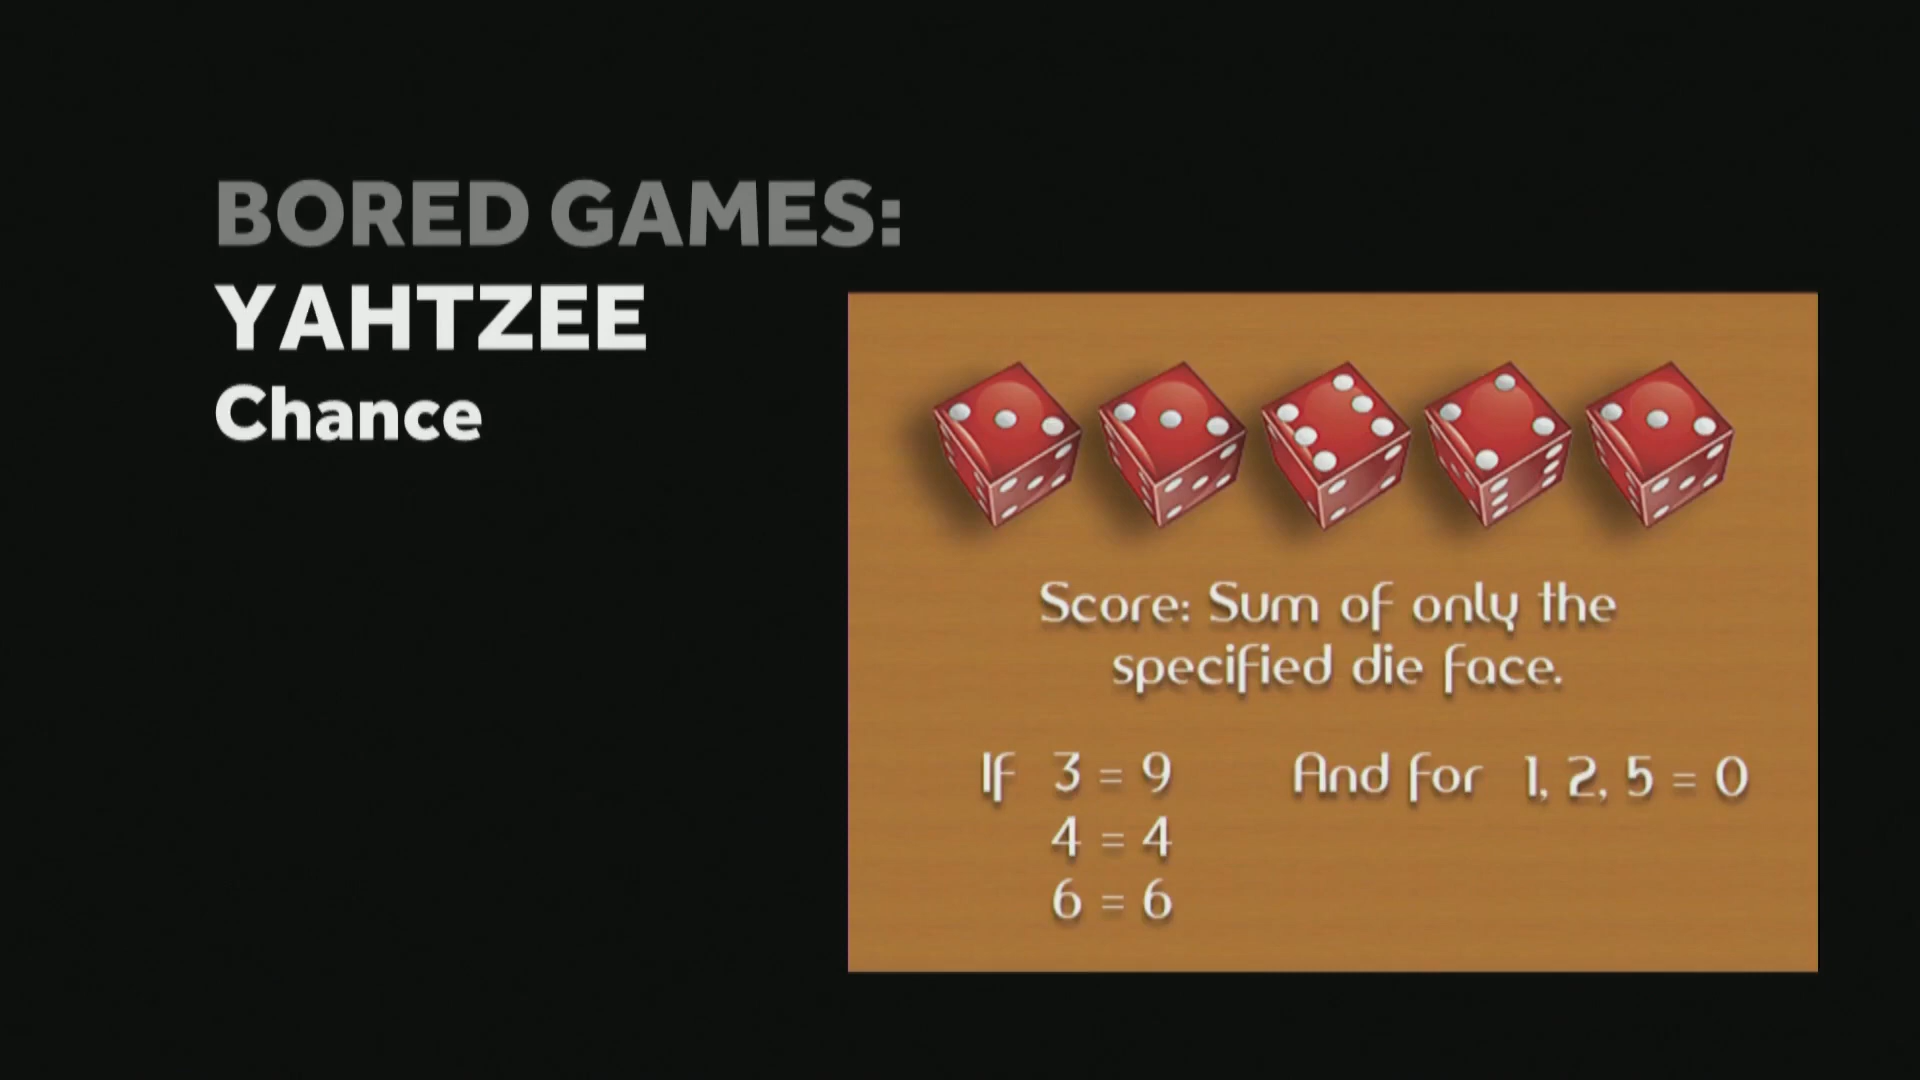 BORED GAMES:
YAHTZEE
Chance
Score: Sum of only the
specified die face.
If 3 = 9 And for 1, 2, 5 = 0
4 = 4
6 = 6